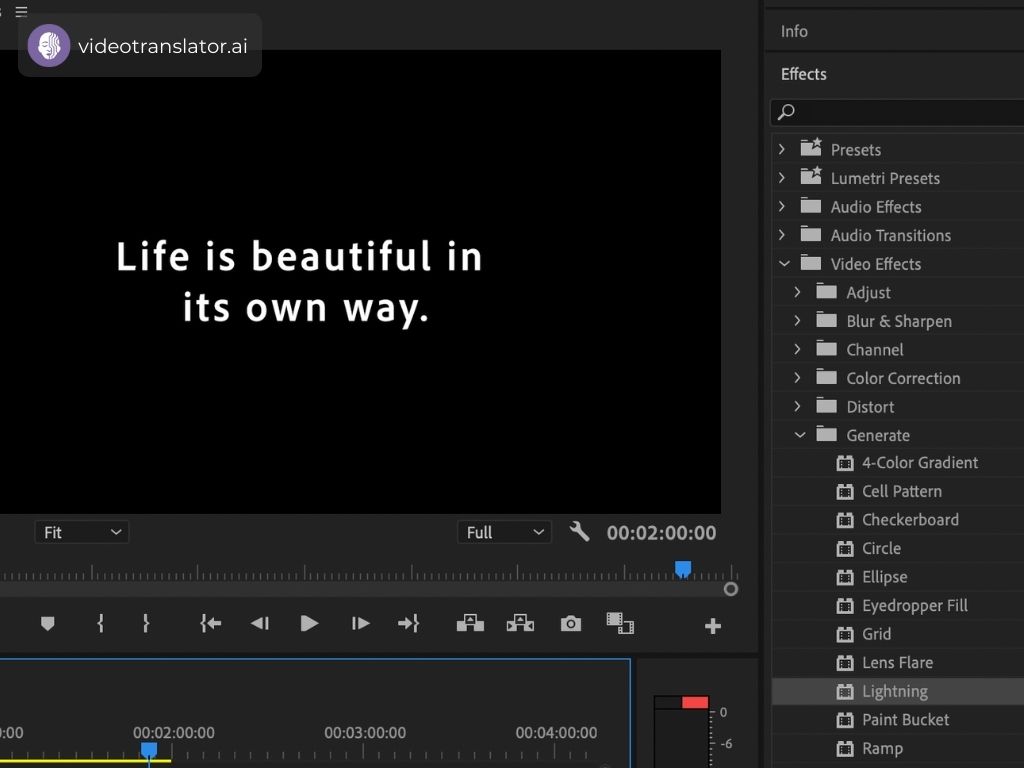 videotranslator.ai
Life is beautiful in
its own way.
Fit
Full
00:02:00:00
:00
00:02:00:00
00:03:00:00
00:04:00:00
0
-6
Info
Effects
Presets
Lumetri Presets
Audio Effects
Audio Transitions
Video Effects
Adjust
Blur & Sharpen
Channel
Color Correction
Distort
Generate
4-Color Gradient
Cell Pattern
Checkerboard
Circle
Ellipse
Eyedropper Fill
Grid
Lens Flare
Lightning
Paint Bucket
Ramp